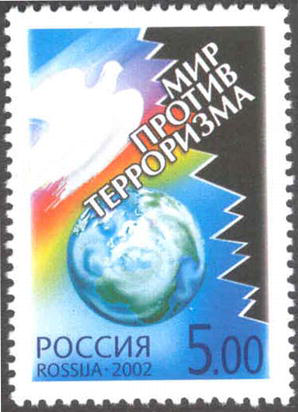 МИР
ПРОТИВ
ТЕРРОРИЗМА
РОССИЯ
ROSSIJA · 2002
5.00